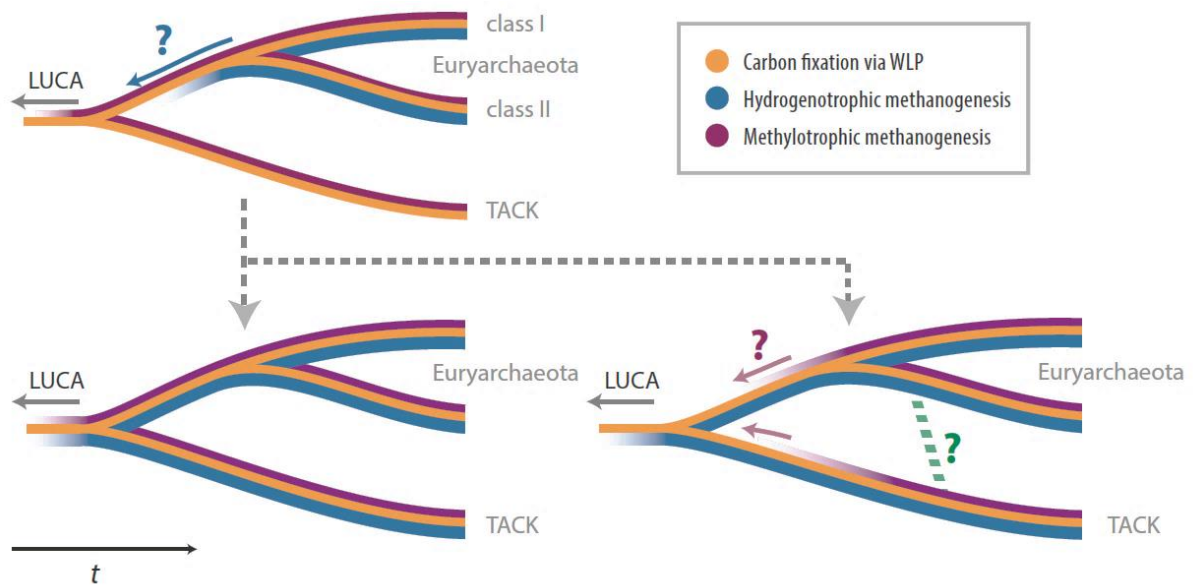 ?
class I
LUCA
Euryarchaeota
class II
TACK
Carbon fixation via WLP
Hydrogenotrophic methanogenesis
Methylotrophic methanogenesis
LUCA
Euryarchaeota
TACK
t
?
LUCA
Euryarchaeota
?
TACK